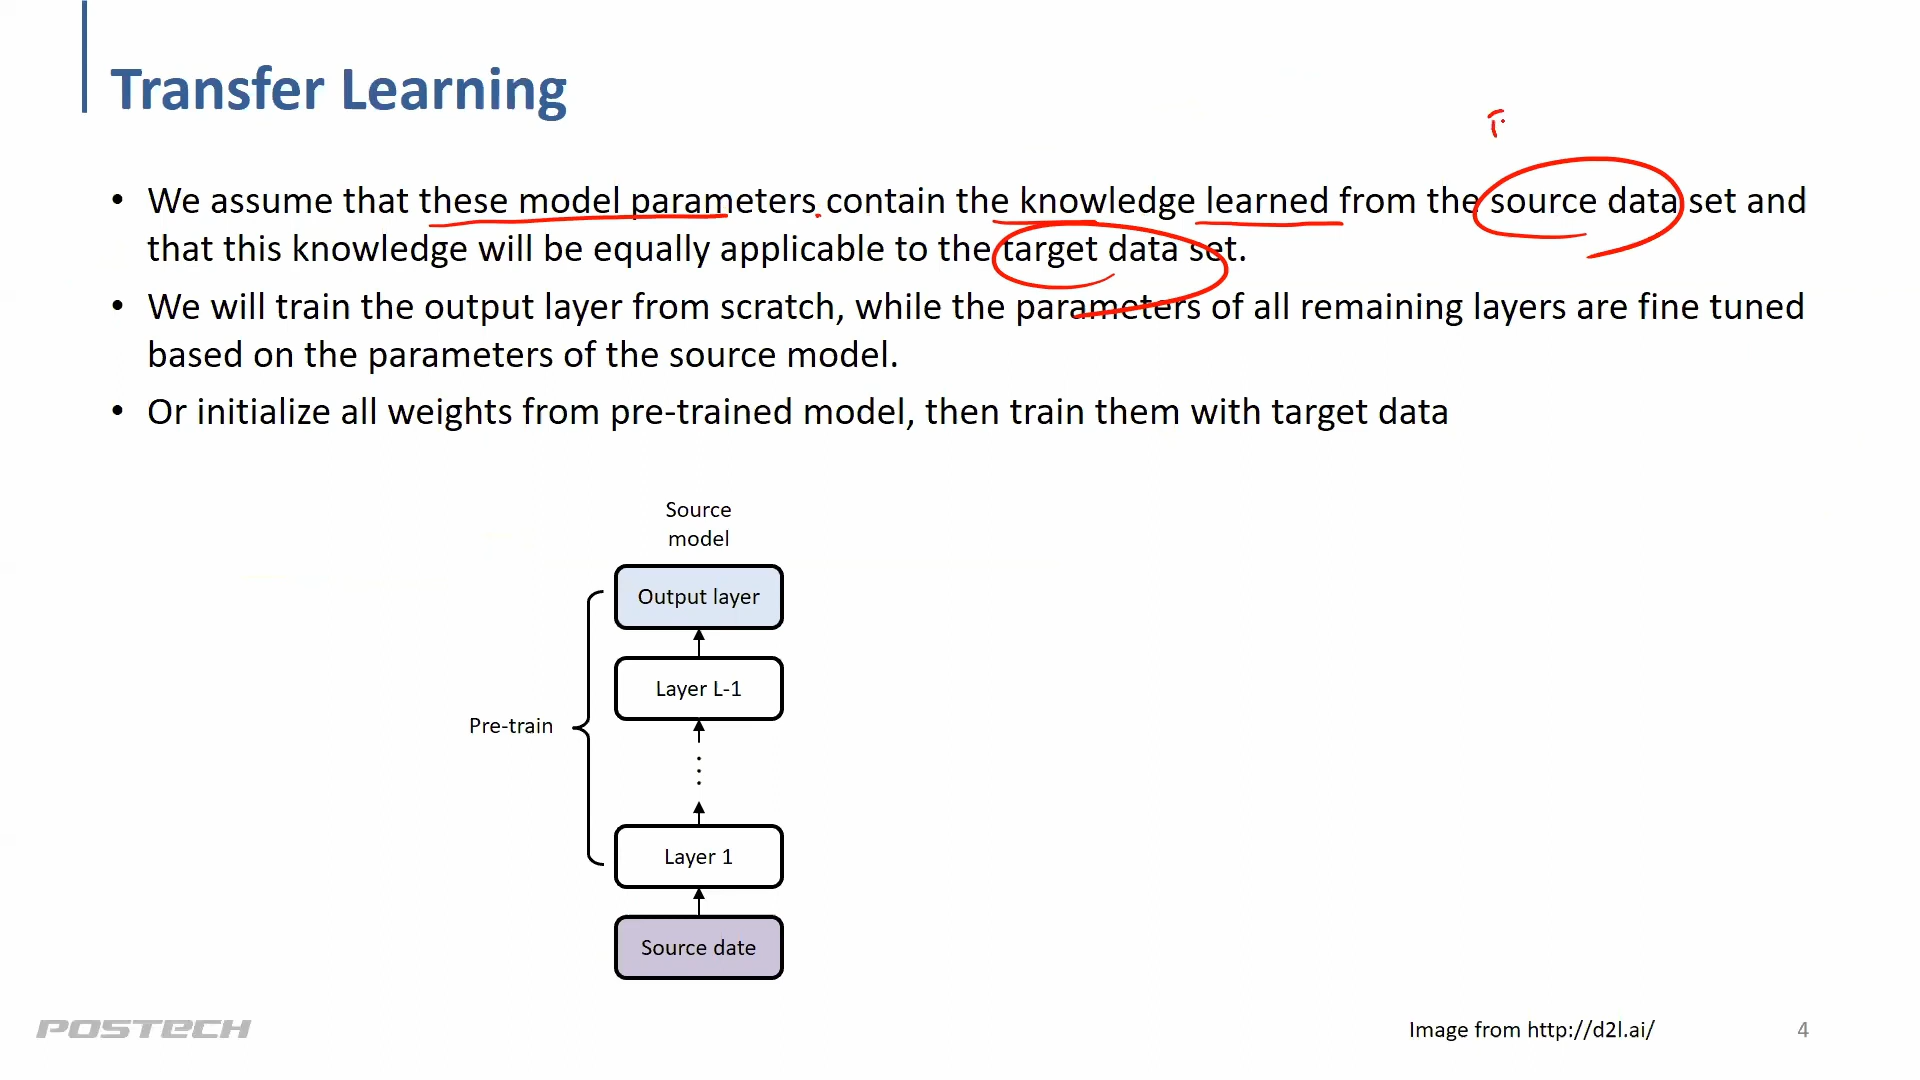 Transfer Learning
• We assume that these model parameters contain the knowledge learned from the source data set and
that this knowledge will be equally applicable to the target data set.
• We will train the output layer from scratch, while the parameters of all remaining layers are fine tuned
based on the parameters of the source model.
• Or initialize all weights from pre-trained model, then train them with target data
Source
model
Output layer
Layer L-1
Pre-train
Layer 1
Source date
POSTECH
Image from http://d2l.ai/
4